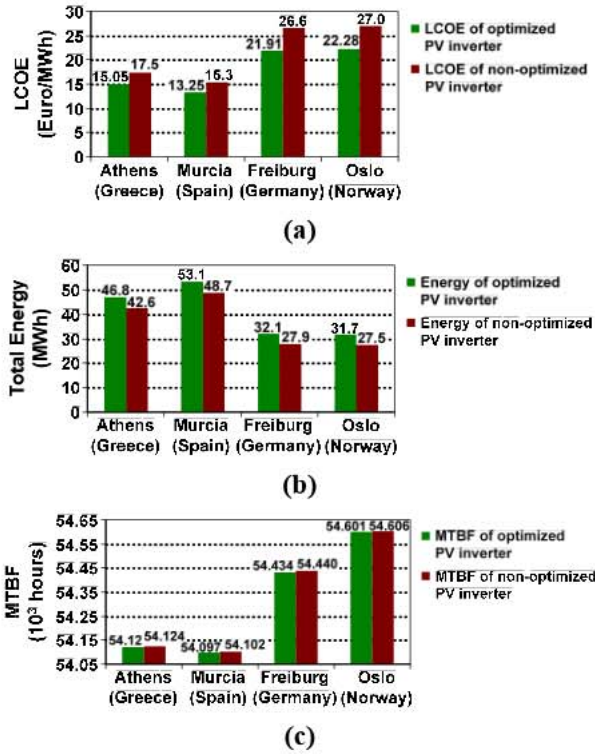 LCOE
(Euro/MWh)
30
25
20
15
10
5
0
15.05
17.5
13.25
15.3
21.91
26.6
22.28
27.0
Athens
(Greece)
Murcia
(Spain)
Freiburg
(Germany)
Oslo
(Norway)
LCOE of optimized
PV inverter
LCOE of non-optimized
PV inverter
(a)
Total Energy
(MWh)
60
50
40
30
20
10
0
46.8
42.6
53.1
48.7
32.1
27.9
31.7
27.5
Athens
(Greece)
Murcia
(Spain)
Freiburg
(Germany)
Oslo
(Norway)
Energy of optimized
PV inverter
Energy of non-optimized
PV inverter
(b)
MTBF
(10³ hours)
54.65
54.55
54.45
54.35
54.25
54.15
54.05
54.12
54.124
54.097
54.102
54.434
54.440
54.601
54.606
Athens
(Greece)
Murcia
(Spain)
Freiburg
(Germany)
Oslo
(Norway)
MTBF of optimized
PV inverter
MTBF of non-optimized
PV inverter
(c)